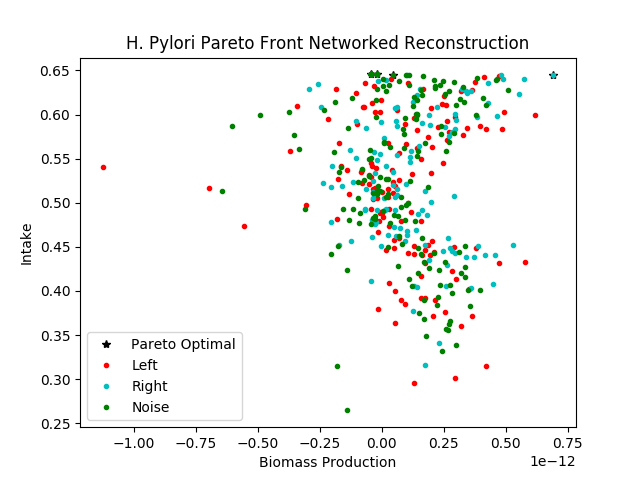 H. Pylori Pareto Front Networked Reconstruction
0.65
0.60
0.55
0.50
0.45
0.40
0.35
0.30
0.25
Intake
Pareto Optimal
Left
Right
Noise
−1.00 −0.75 −0.50 −0.25 0.00 0.25 0.50 0.75
Biomass Production
1e−12